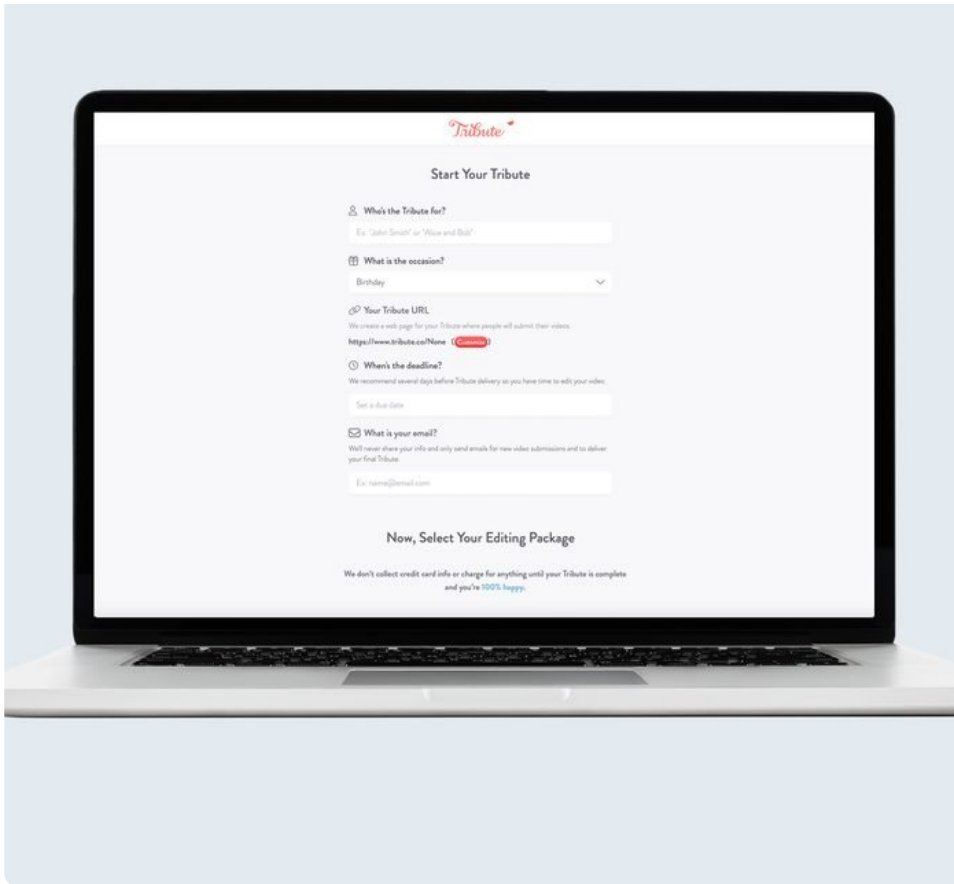 Tribute
Start Your Tribute
Who's the Tribute for?
Ex: "John Smith" or "Alice and Bob"
What is the occasion?
Birthday
Your Tribute URL
We create a web page for your Tribute where people will submit their videos.
https://www.tribute.co/None (Customize)
When's the deadline?
We recommend several days before Tribute delivery so you have time to edit your video.
Set a due date
What is your email?
We'll never share your info and only send emails for new video submissions and to deliver
your final Tribute.
Ex: name@email.com
Now, Select Your Editing Package
We don't collect credit card info or charge for anything until your Tribute is complete
and you're 100% happy.